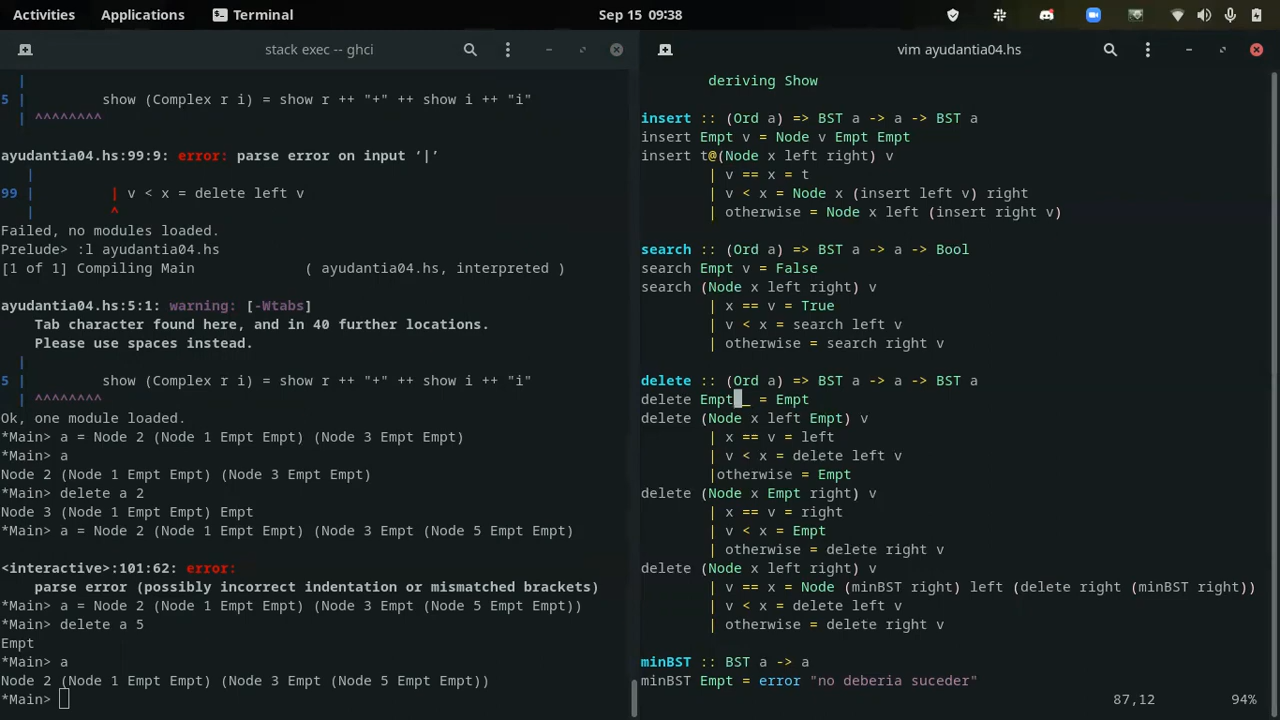 Activities
Applications
Terminal
Sep 15 09:38
stack exec -- ghci
|
5 |         show (Complex r i) = show r ++ "+" ++ show i ++ "i"
| ^^^^^^^^
ayudantia04.hs:99:9: error: parse error on input ‘|’
|
99 |         | v < x = delete left v
|         ^
Failed, no modules loaded.
Prelude> :l ayudantia04.hs
[1 of 1] Compiling Main             ( ayudantia04.hs, interpreted )
ayudantia04.hs:5:1: warning: [-Wtabs]
Tab character found here, and in 40 further locations.
Please use spaces instead.
|
5 |         show (Complex r i) = show r ++ "+" ++ show i ++ "i"
| ^^^^^^^^
Ok, one module loaded.
*Main> a = Node 2 (Node 1 Empt Empt) (Node 3 Empt Empt)
*Main> a
Node 2 (Node 1 Empt Empt) (Node 3 Empt Empt)
*Main> delete a 2
Node 3 (Node 1 Empt Empt) Empt
*Main> a = Node 2 (Node 1 Empt Empt) (Node 3 Empt (Node 5 Empt Empt)
<interactive>:101:62: error:
parse error (possibly incorrect indentation or mismatched brackets)
*Main> a = Node 2 (Node 1 Empt Empt) (Node 3 Empt (Node 5 Empt Empt))
*Main> delete a 5
Empt
*Main> a
Node 2 (Node 1 Empt Empt) (Node 3 Empt (Node 5 Empt Empt))
*Main>
vim ayudantia04.hs
deriving Show
insert :: (Ord a) => BST a -> a -> BST a
insert Empt v = Node v Empt Empt
insert t@(Node x left right) v
| v == x = t
| v < x = Node x (insert left v) right
| otherwise = Node x left (insert right v)
search :: (Ord a) => BST a -> a -> Bool
search Empt v = False
search (Node x left right) v
| x == v = True
| v < x = search left v
| otherwise = search right v
delete :: (Ord a) => BST a -> a -> BST a
delete Empt _ = Empt
delete (Node x left Empt) v
| x == v = left
| v < x = delete left v
|otherwise = Empt
delete (Node x Empt right) v
| x == v = right
| v < x = Empt
| otherwise = delete right v
delete (Node x left right) v
| v == x = Node (minBST right) left (delete right (minBST right))
| v < x = delete left v
| otherwise = delete right v
minBST :: BST a -> a
minBST Empt = error "no deberia suceder"
87,12
94%